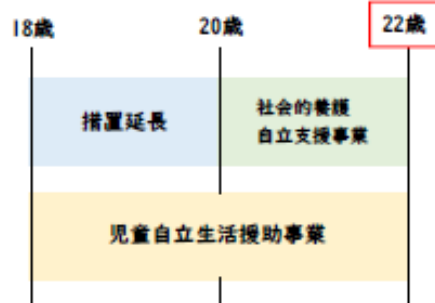 18歳
20歳
22歳
措置延長
社会的養護
自立支援事業
児童自立生活援助事業